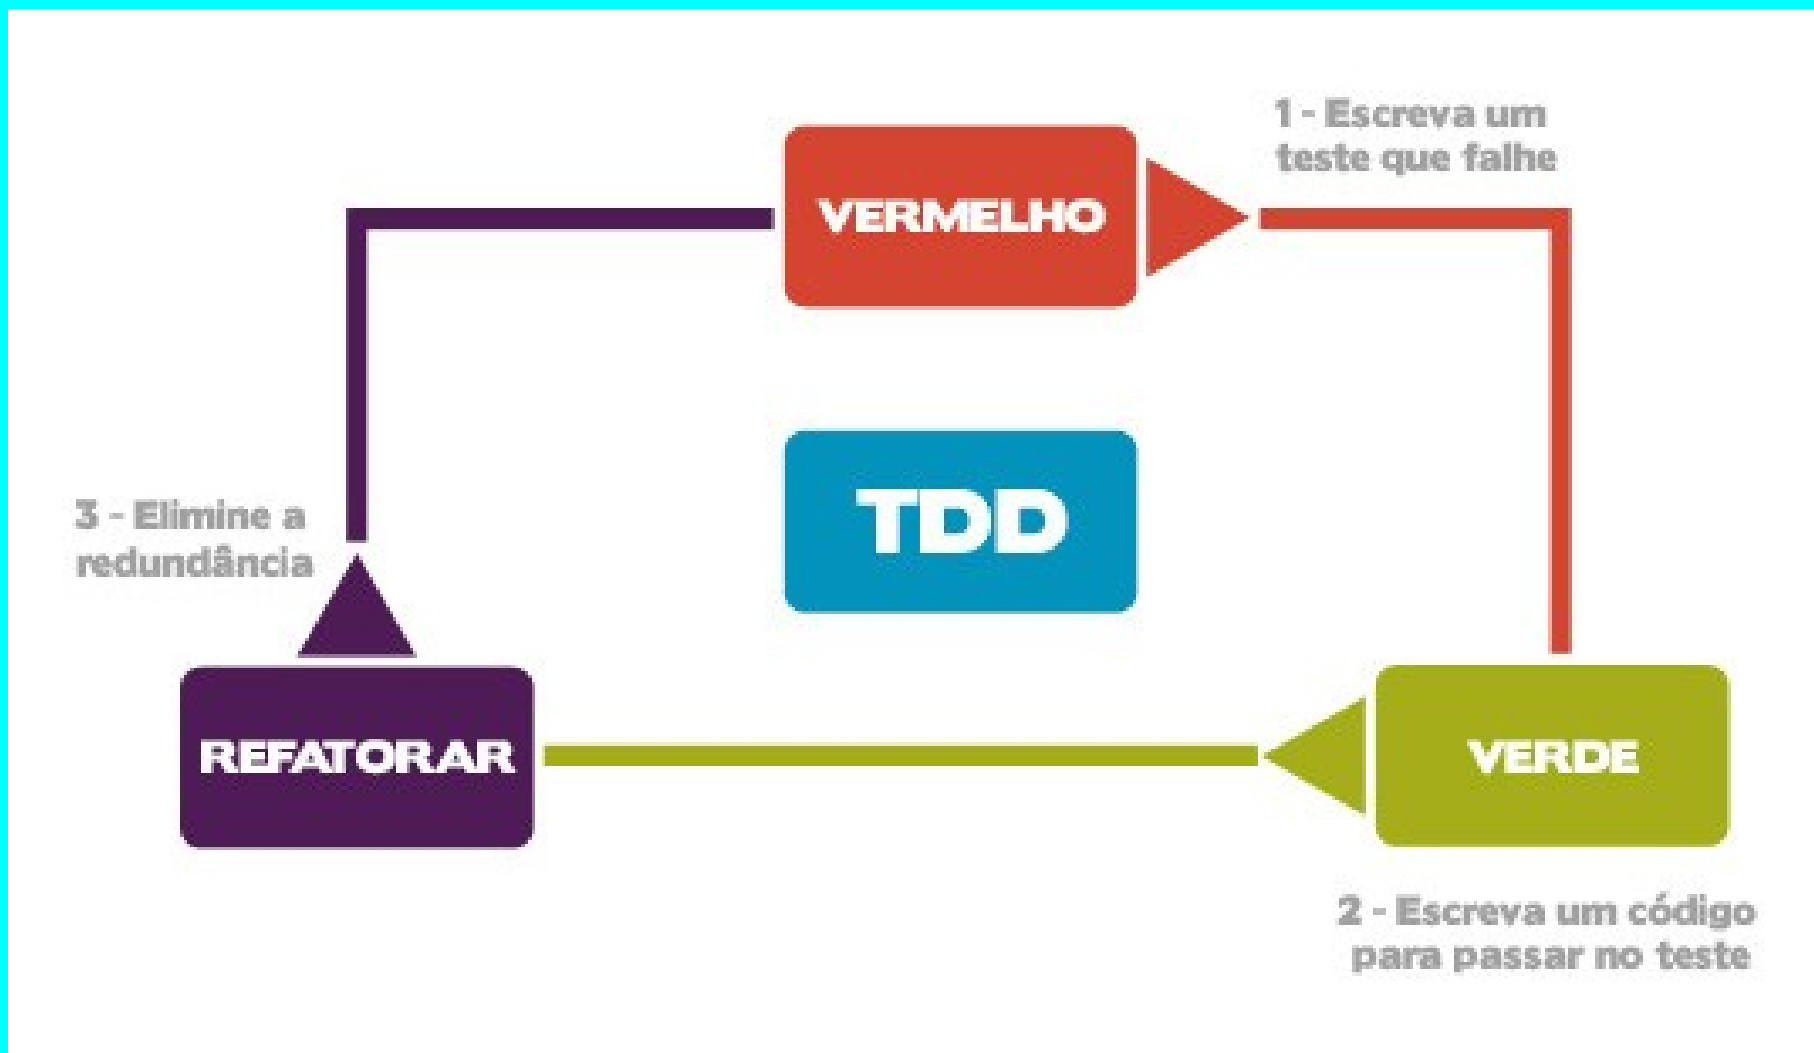 1 - Escreva um
teste que falhe
VERMELHO
TDD
3 - Elimine a
redundância
REFATORAR
VERDE
2 - Escreva um código
para passar no teste